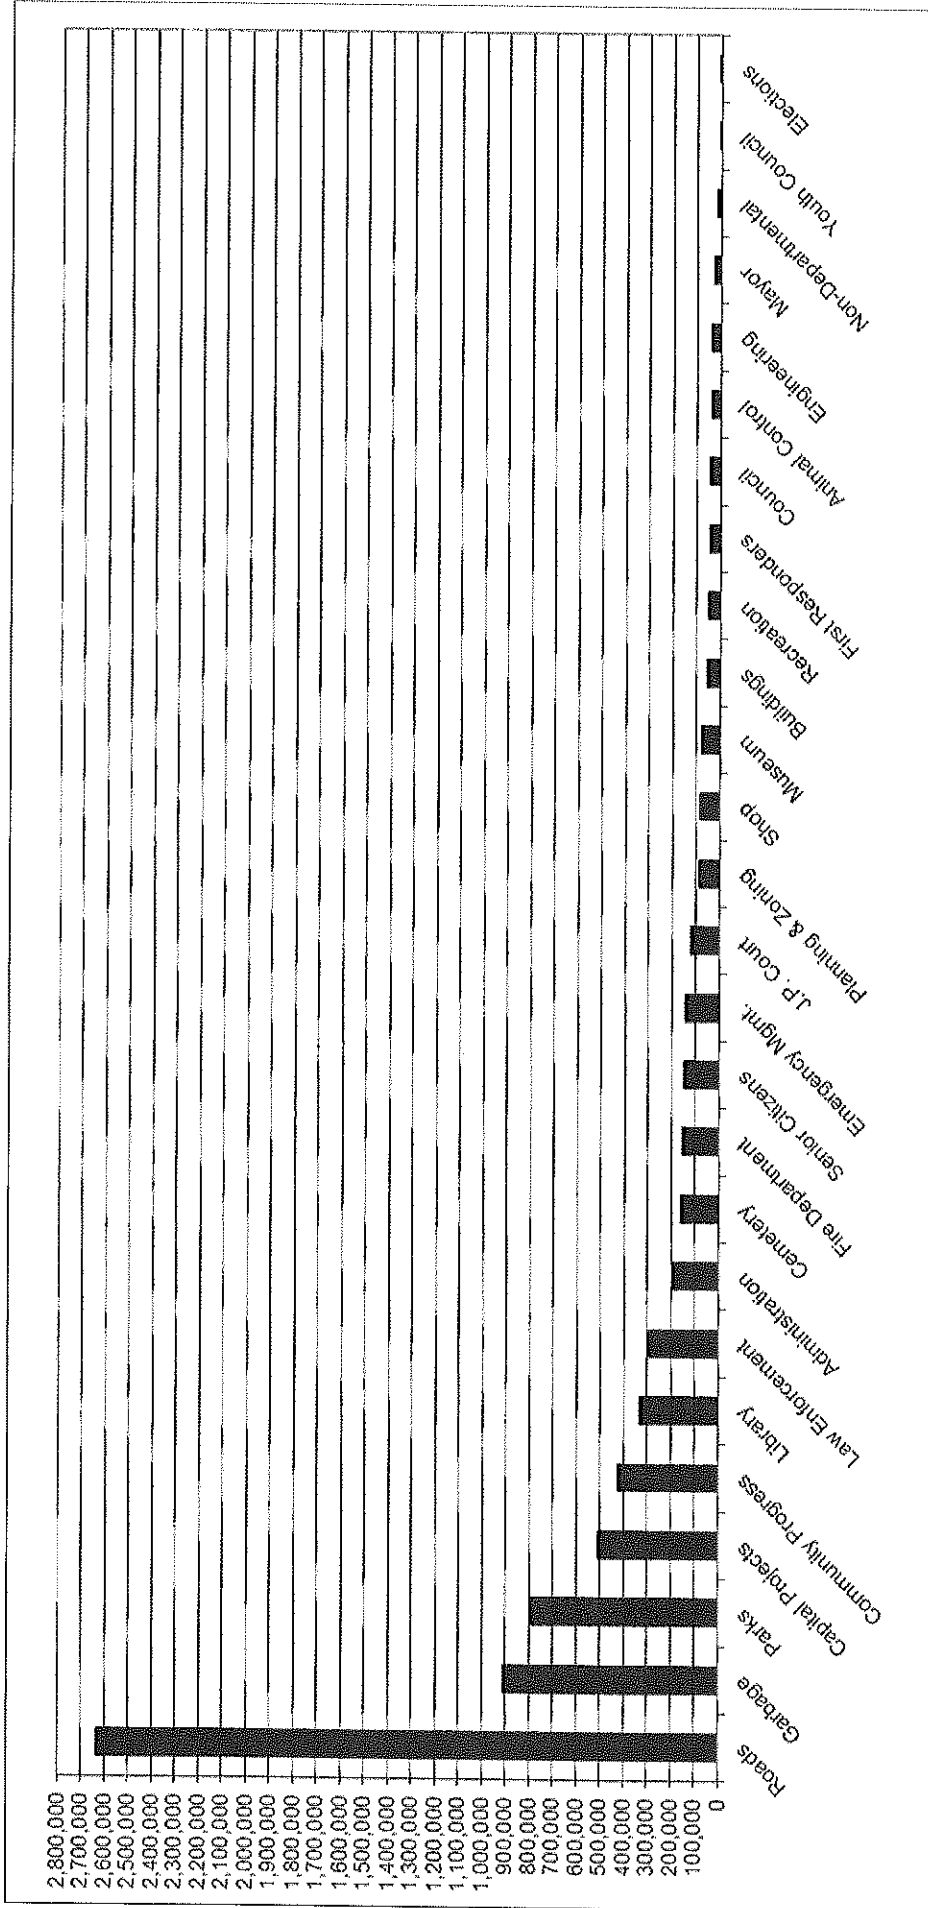 2,800,000
2,700,000
2,600,000
2,500,000
2,400,000
2,300,000
2,200,000
2,100,000
2,000,000
1,900,000
1,800,000
1,700,000
1,600,000
1,500,000
1,400,000
1,300,000
1,200,000
1,100,000
1,000,000
900,000
800,000
700,000
600,000
500,000
400,000
300,000
200,000
100,000
0
Roads
Garbage
Parks
Capital Projects
Community Progress
Library
Law Enforcement
Administration
Cemetery
Fire Department
Senior Citizens
Emergency Mgmt.
J.P. Court
Planning & Zoning
Shop
Museum
Buildings
Recreation
First Responders
Council
Animal Control
Engineering
Mayor
Non-Departmental
Youth Council
Elections